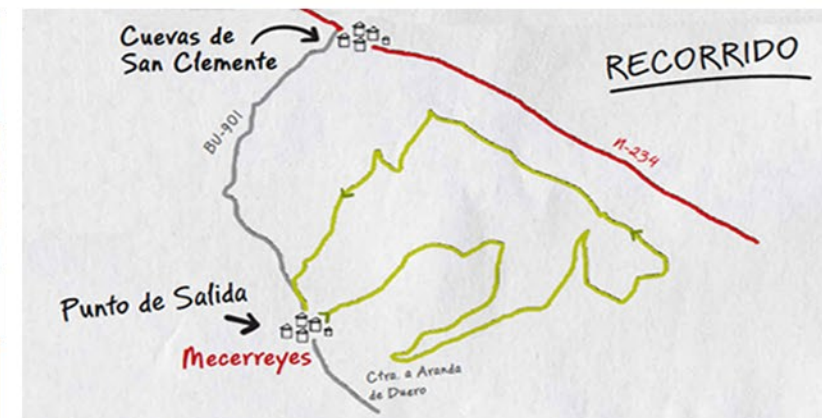 Cuevas de
San Clemente
RECORRIDO
BU-901
N-234
Punto de Salida
Mecerreyes
Ctra. a Aranda
de Duero